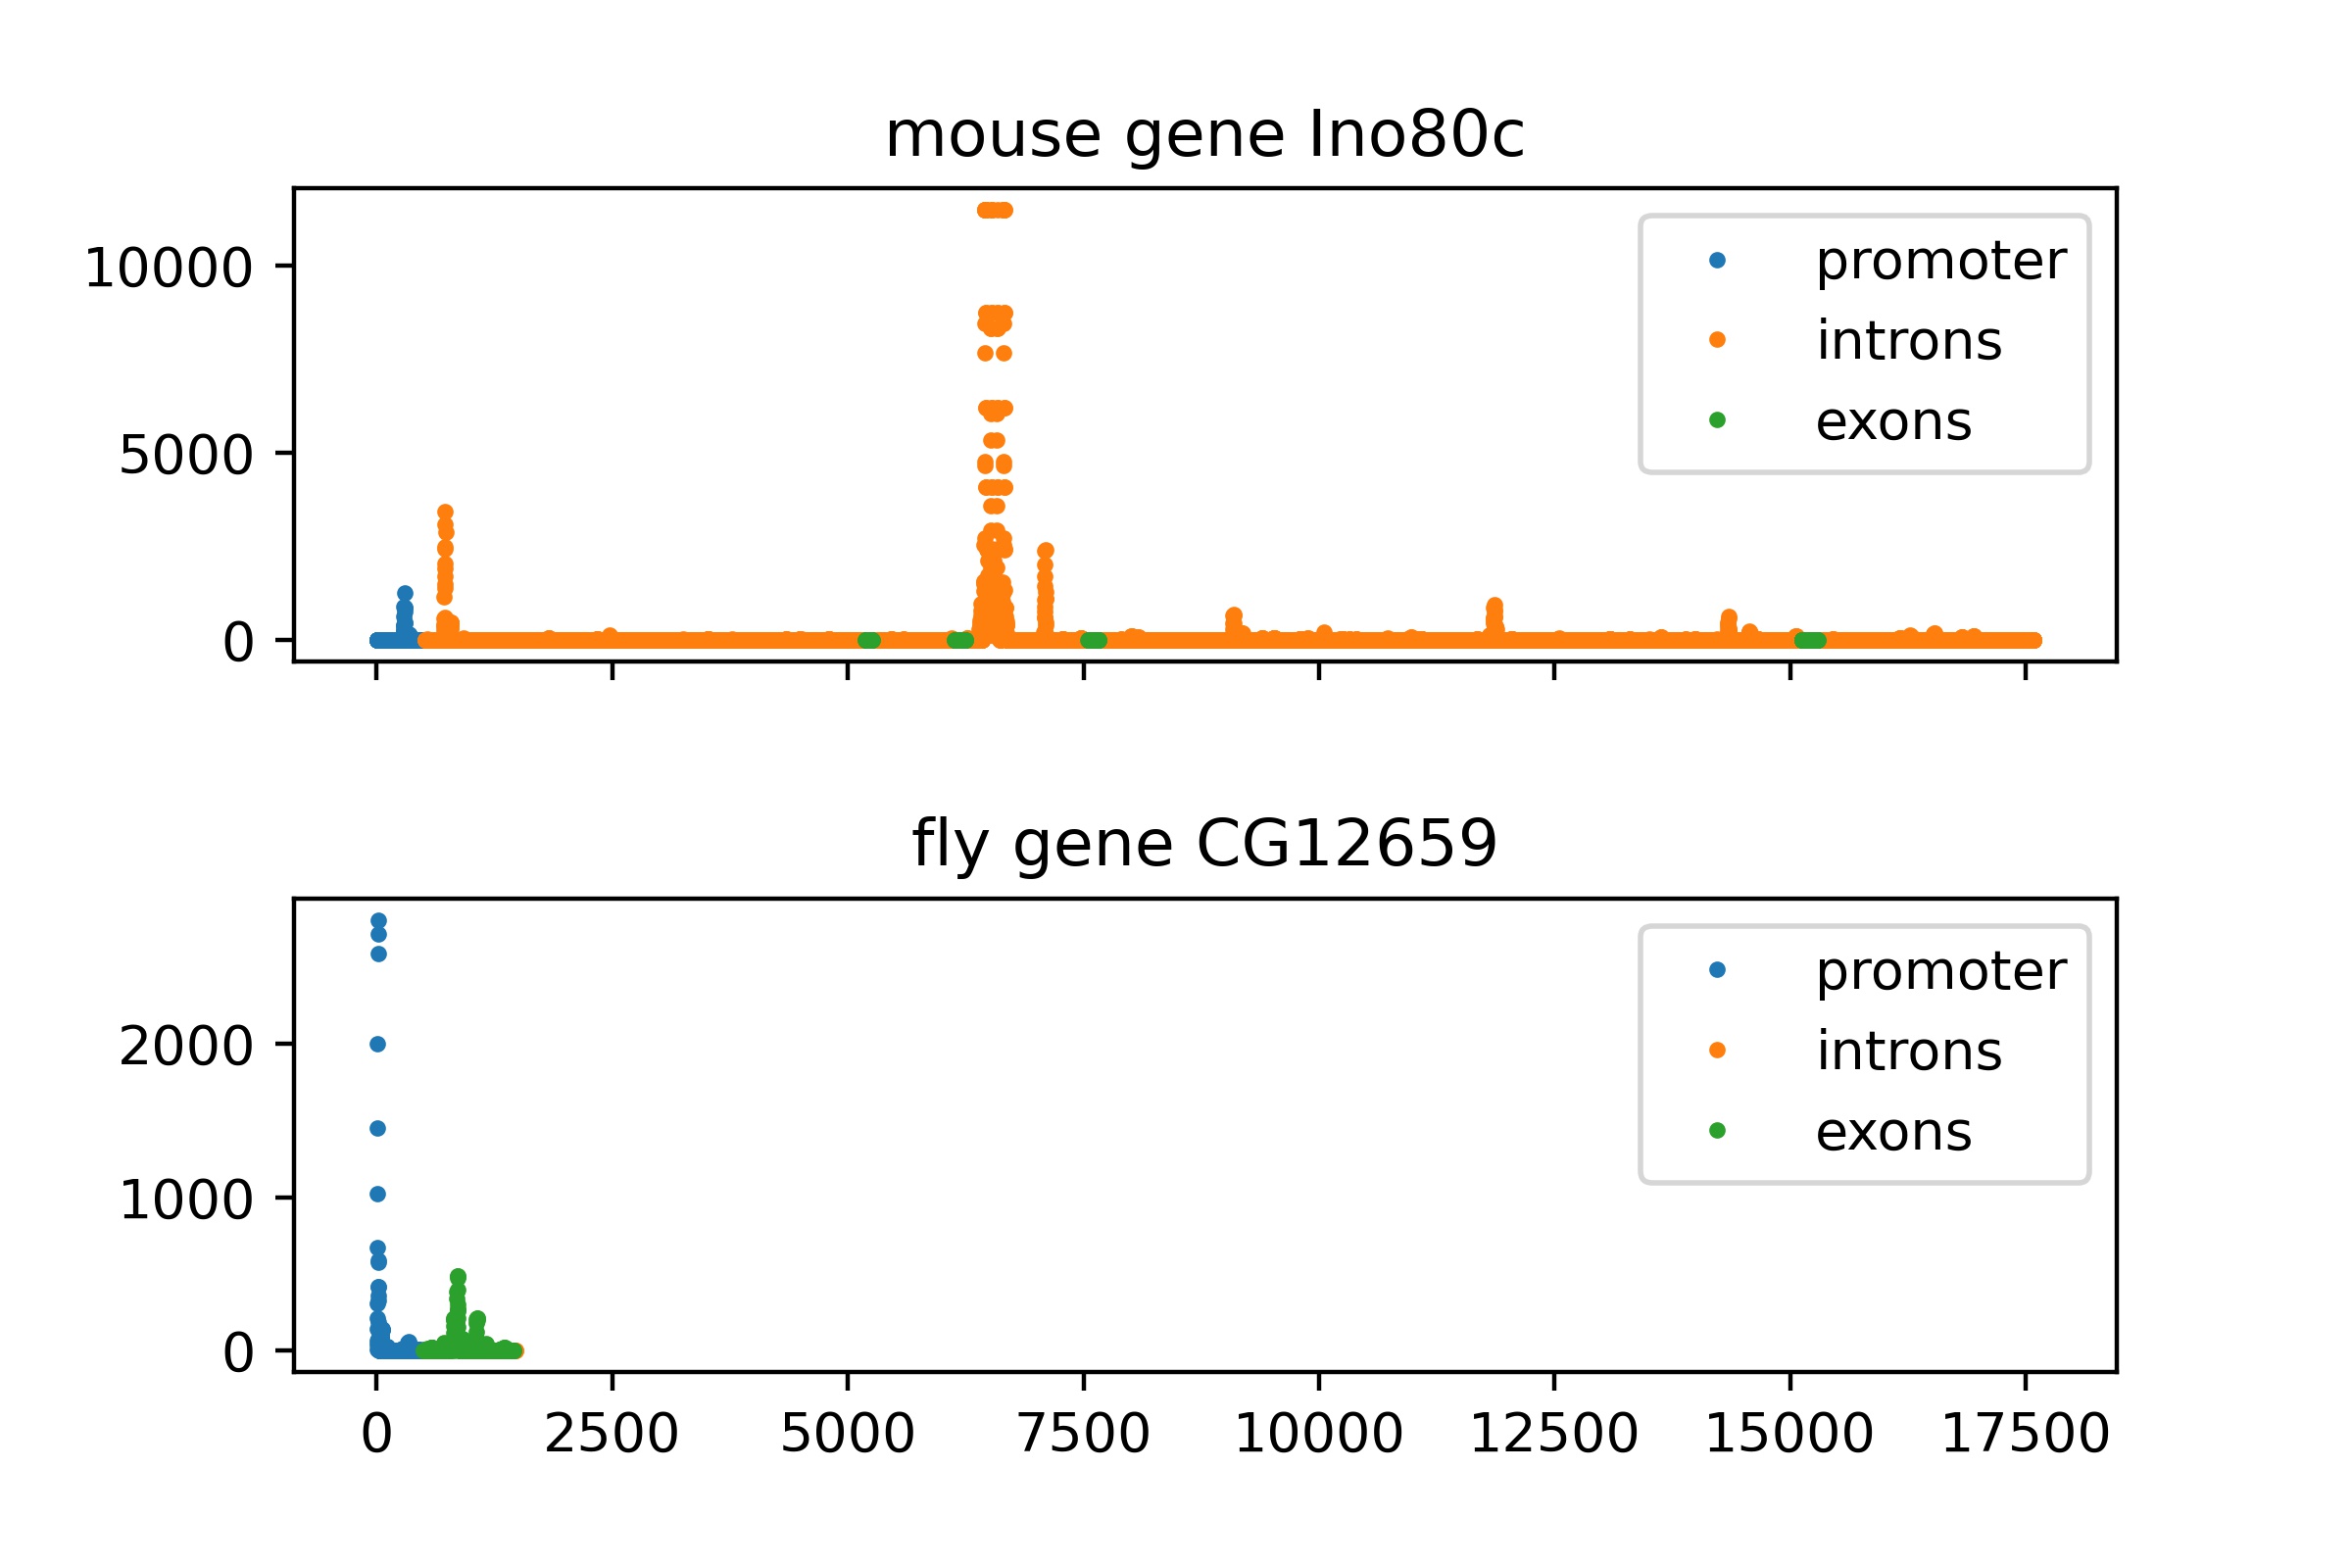 mouse gene Ino80c
10000
5000
0
promoter
introns
exons
fly gene CG12659
2000
1000
0
promoter
introns
exons
0 2500 5000 7500 10000 12500 15000 17500